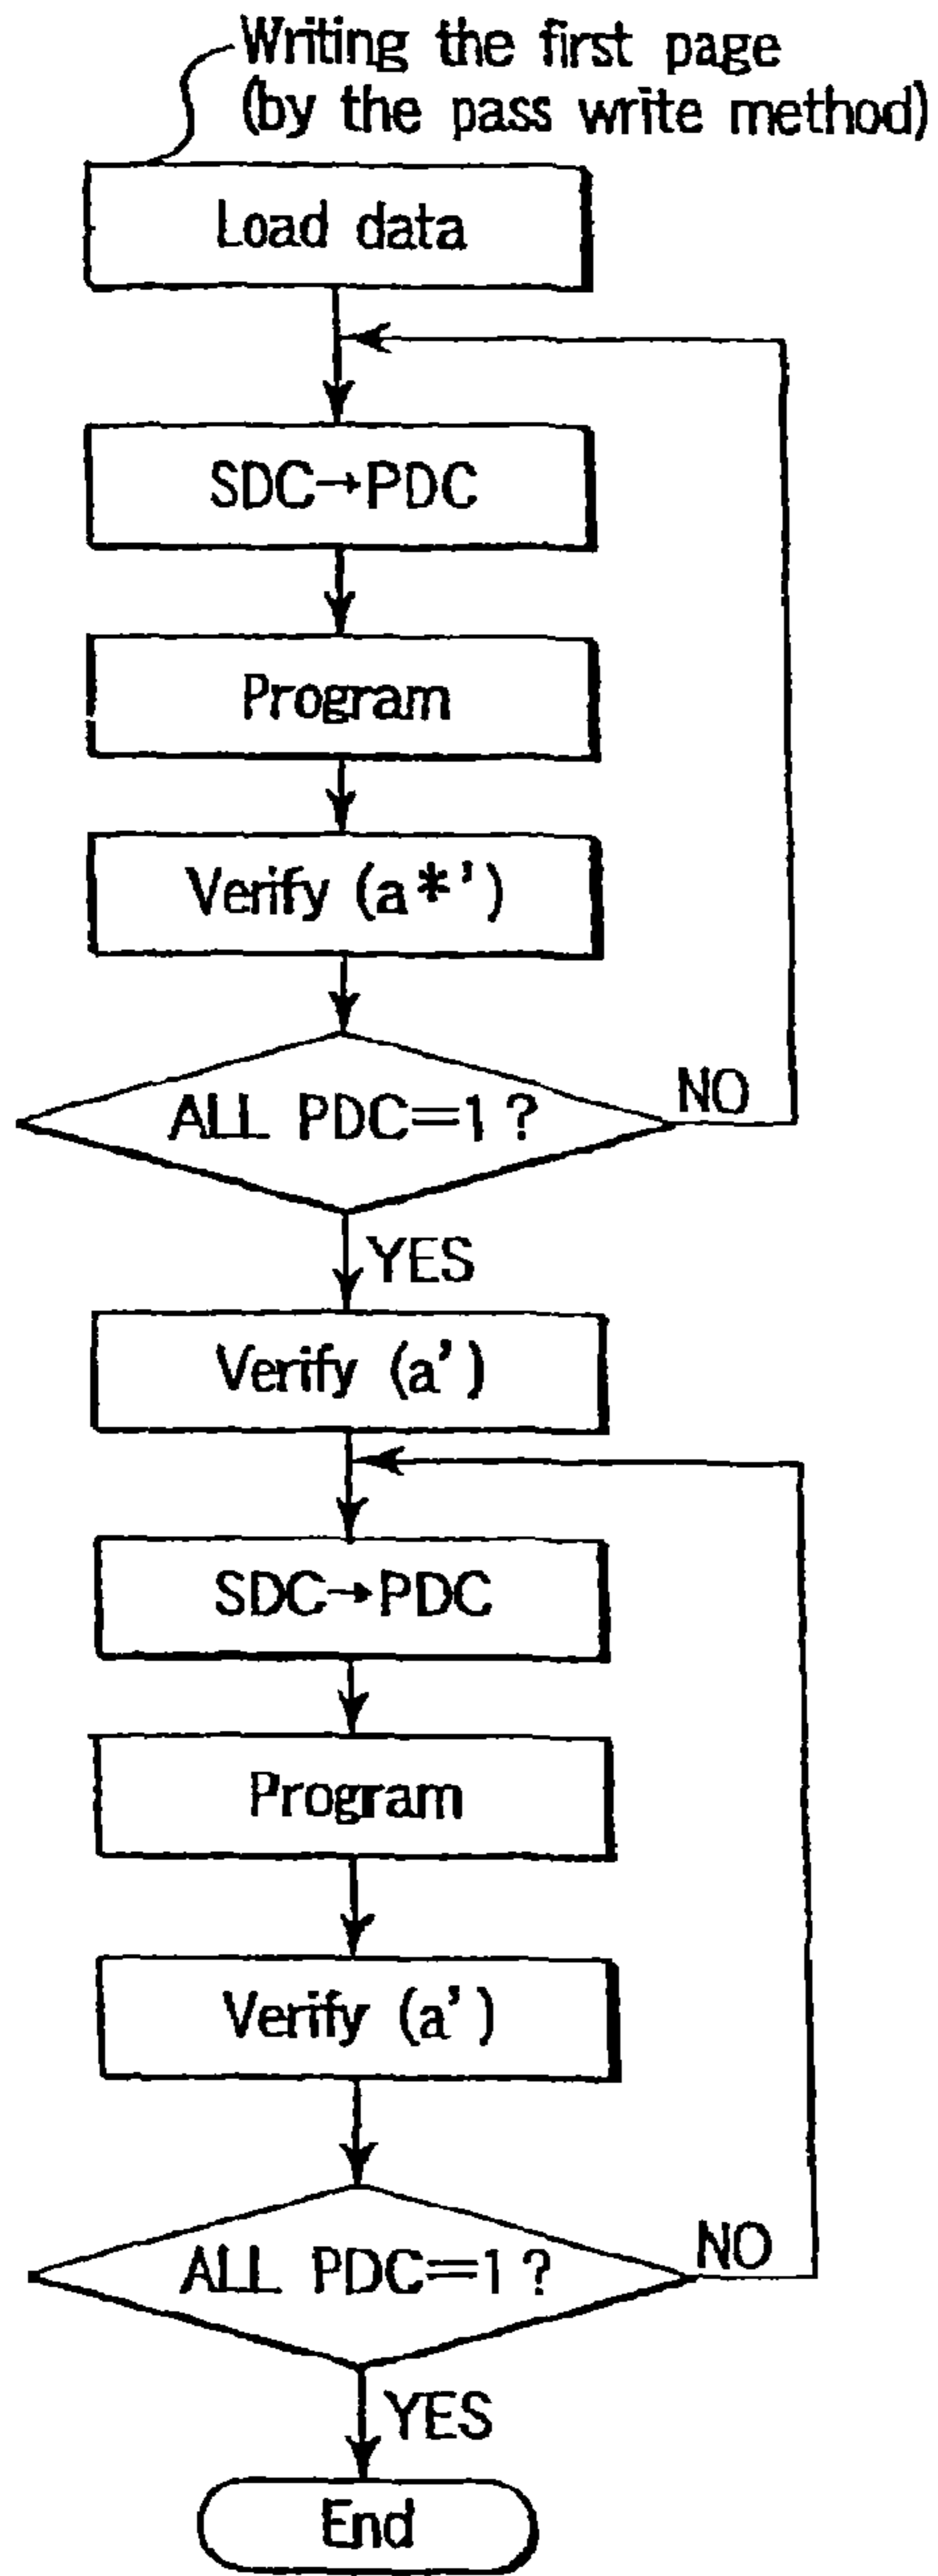 Writing the first page
(by the pass write method)
Load data
SDC→PDC
Program
Verify (a*')
ALL PDC=1?
NO
YES
Verify (a')
SDC→PDC
Program
Verify (a')
ALL PDC=1?
NO
YES
End